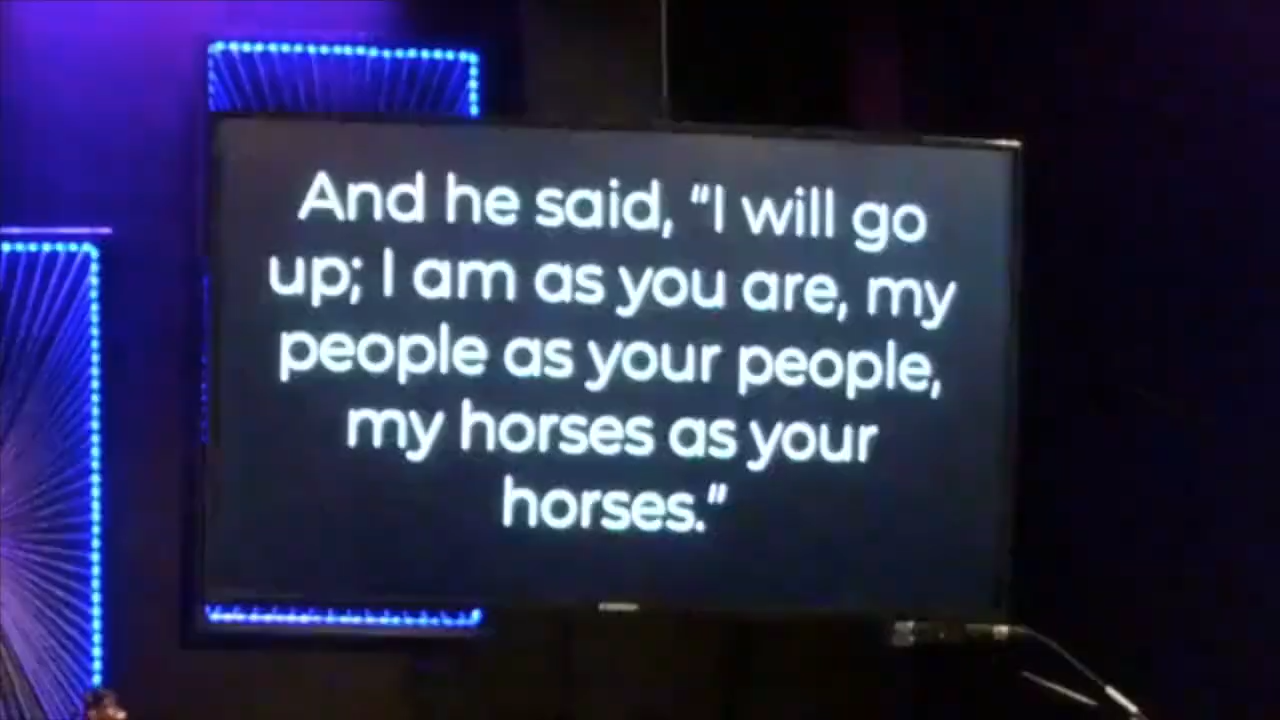 And he said, “I will go
up; I am as you are, my
people as your people,
my horses as your
horses.”